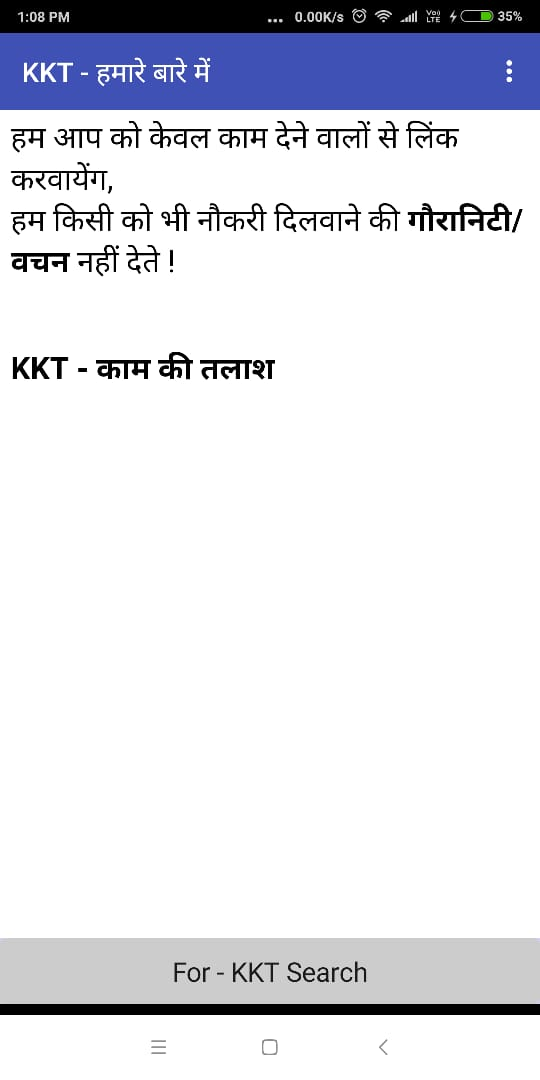 1:08 PM
... 0.00K/s VoD LTE 35%
KKT - हमारे बारे में
हम आप को केवल काम देने वालों से लिंक
करवायेंग,
हम किसी को भी नौकरी दिलवाने की गौरानिटी/
वचन नहीं देते !
KKT - काम की तलाश
For - KKT Search